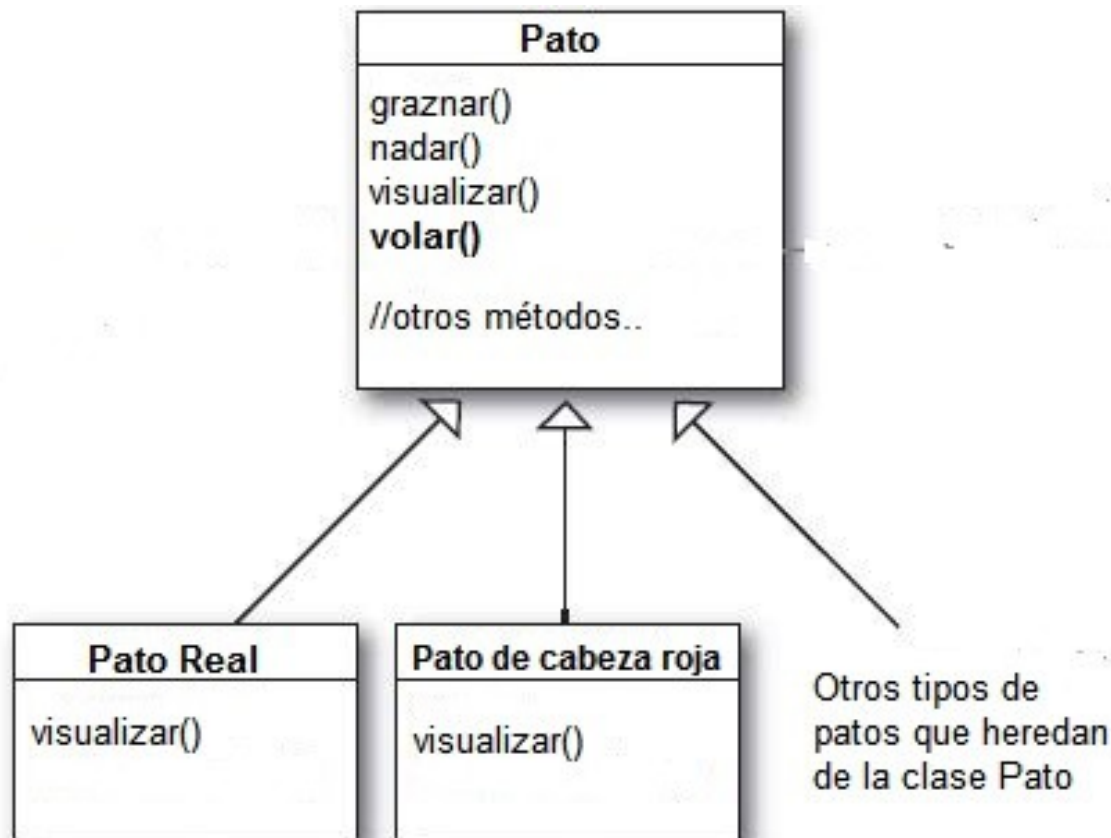 Pato
graznar()
nadar()
visualizar()
volar()
//otros métodos..
Pato Real
visualizar()
Pato de cabeza roja
visualizar()
Otros tipos de
patos que heredan
de la clase Pato